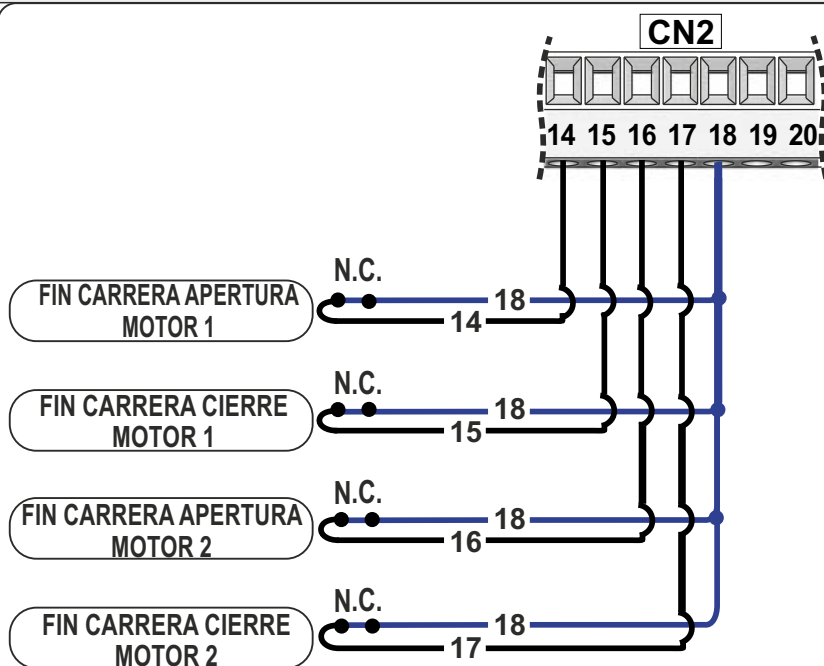 CN2
14 15 16 17 18 19 20
N.C.
FIN CARRERA APERTURA
MOTOR 1
18
14
N.C.
FIN CARRERA CIERRE
MOTOR 1
18
15
N.C.
FIN CARRERA APERTURA
MOTOR 2
18
16
N.C.
FIN CARRERA CIERRE
MOTOR 2
18
17